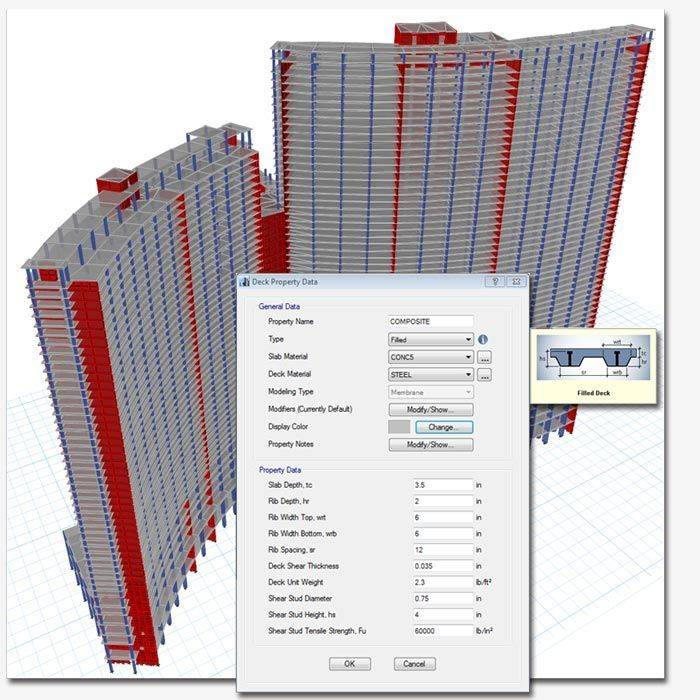 Deck Property Data
General Data
Property Name COMPOSITE
Type Filled
Slab Material CONC5 ...
Deck Material STEEL ...
Modeling Type Membrane
Modifiers (Currently Default) Modify/Show...
Display Color Change...
Property Notes Modify/Show...
Property Data
Slab Depth, tc 3.5 in
Rib Depth, hr 2 in
Rib Width Top, wrt 6 in
Rib Width Bottom, wrb 6 in
Rib Spacing, sr 12 in
Deck Shear Thickness 0.035 in
Deck Unit Weight 2.3 lb/ft²
Shear Stud Diameter 0.75 in
Shear Stud Height, hs 4 in
Shear Stud Tensile Strength, Fu 60000 lb/in²
OK Cancel
wrt
hs tc
hr
sr wrb
Filled Deck